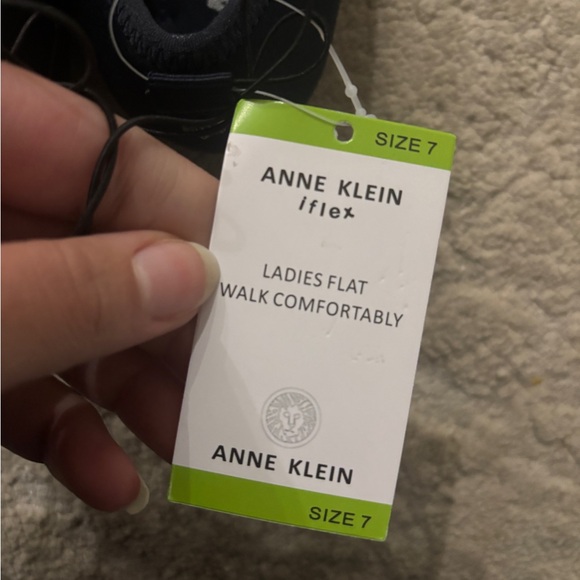 SIZE 7
ANNE KLEIN
iflex
LADIES FLAT
WALK COMFORTABLY
ANNE KLEIN
SIZE 7